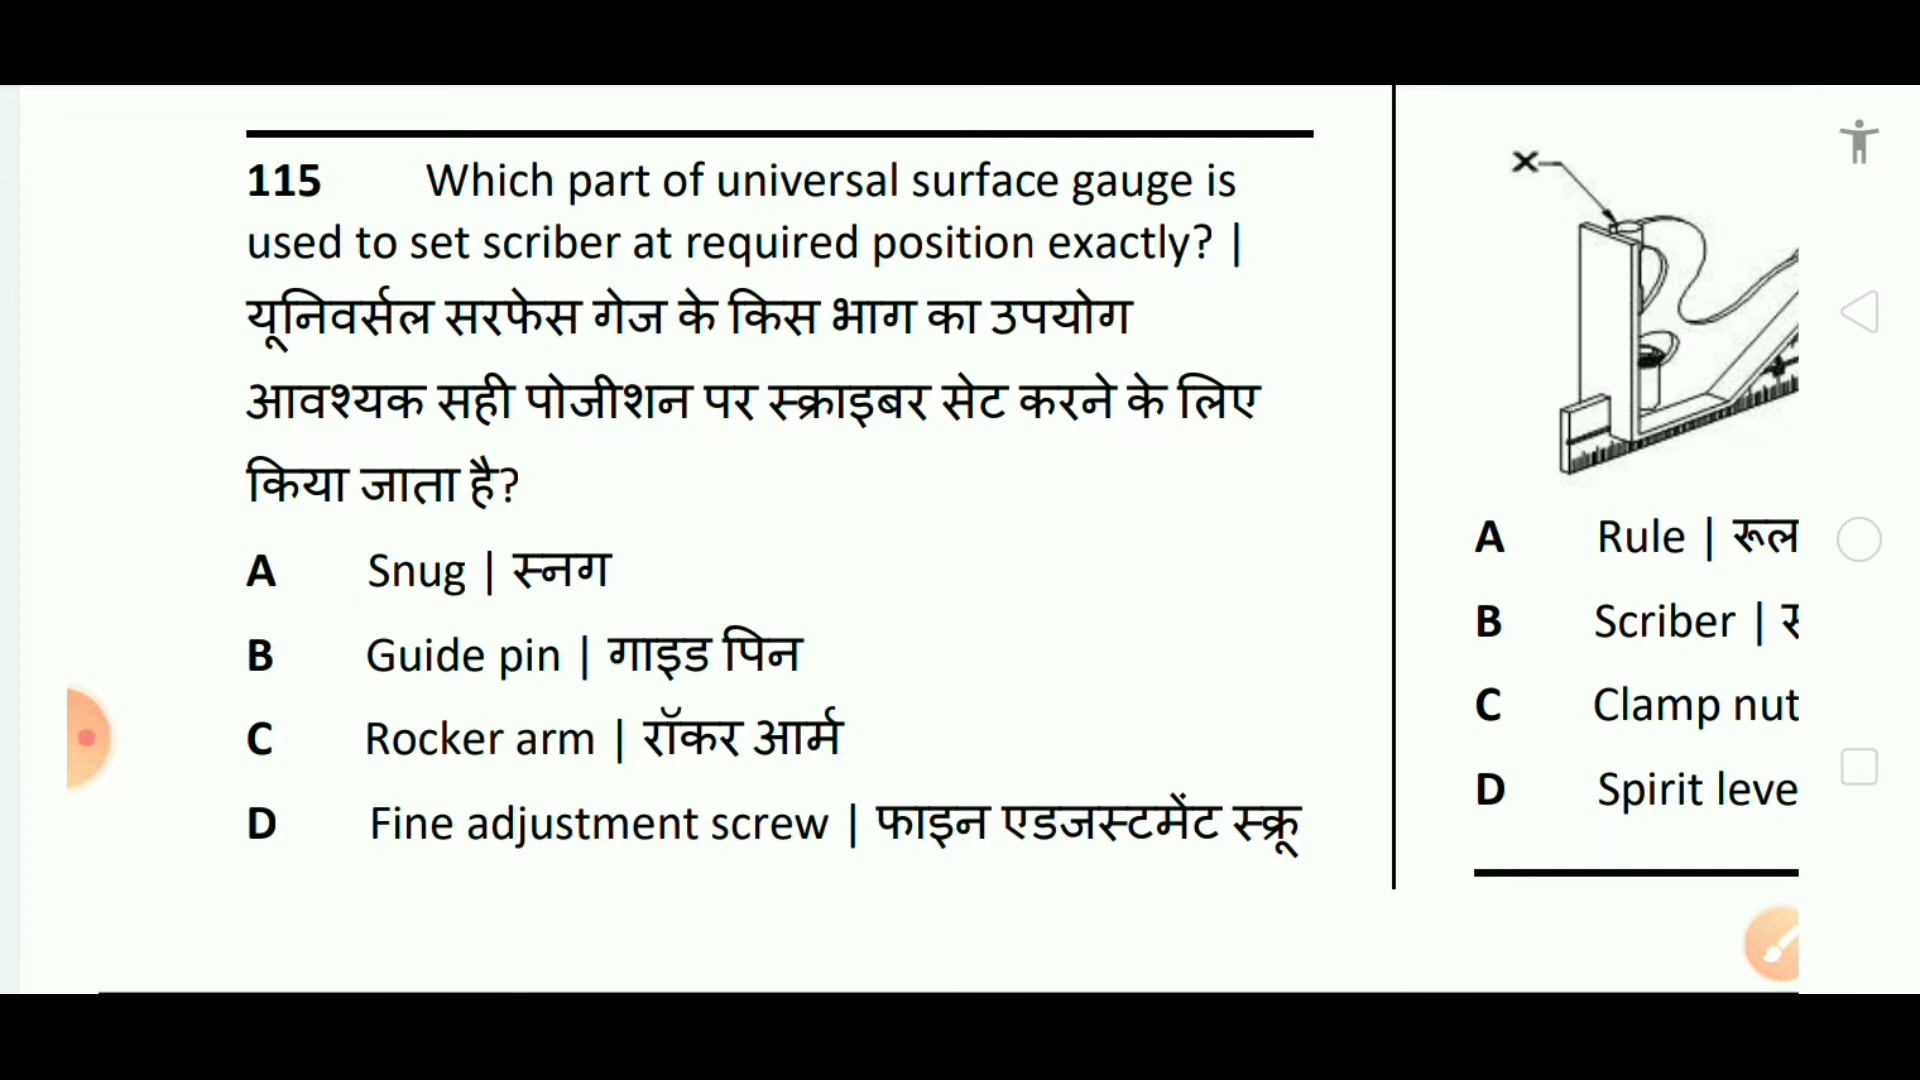 115 Which part of universal surface gauge is
used to set scriber at required position exactly? |
यूनिवर्सल सरफेस गेज के किस भाग का उपयोग
आवश्यक सही पोजीशन पर स्क्राइबर सेट करने के लिए
किया जाता है?
A Snug | स्नग
B Guide pin | गाइड पिन
C Rocker arm | रॉकर आर्म
D Fine adjustment screw | फाइन एडजस्टमेंट स्क्रू
X
A Rule | रूल
B Scriber |
C Clamp nut
D Spirit leve